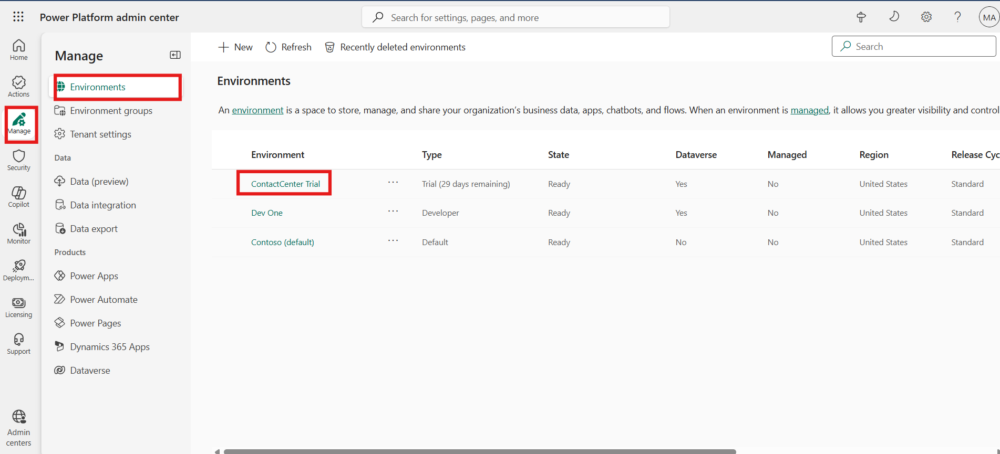 Power Platform admin center
Search for settings, pages, and more
MA
Home
Actions
Manage
Security
Copilot
Monitor
Deploym...
Licensing
Support
Admin
centers
Manage
Environments
Environment groups
Tenant settings
Data
Data (preview)
Data integration
Data export
Products
Power Apps
Power Automate
Power Pages
Dynamics 365 Apps
Dataverse
New Refresh Recently deleted environments
Search
Environments
An environment is a space to store, manage, and share your organization's business data, apps, chatbots, and flows. When an environment is managed, it allows you greater visibility and control
Environment Type State Dataverse Managed Region Release Cyc
ContactCenter Trial ... Trial (29 days remaining) Ready Yes No United States Standard
Dev One ... Developer Ready Yes No United States Standard
Contoso (default) ... Default Ready No No United States Standard